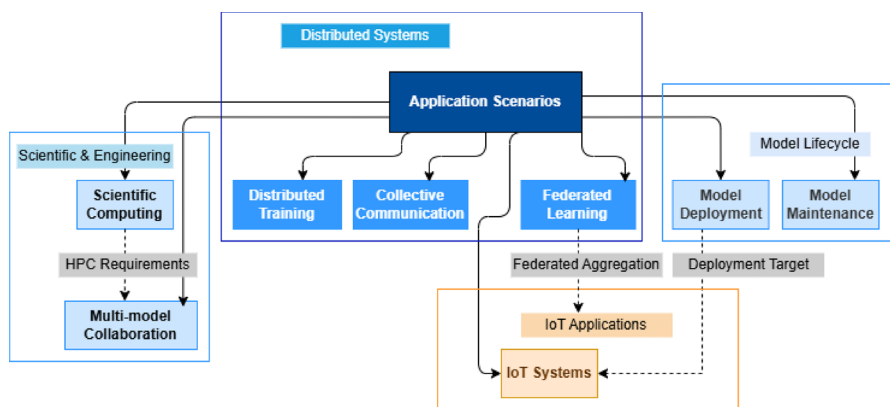 Distributed Systems
Application Scenarios
Scientific & Engineering
Model Lifecycle
Scientific
Computing
Distributed
Training
Collective
Communication
Federated
Learning
Model
Deployment
Model
Maintenance
HPC Requirements
Federated Aggregation
Deployment Target
Multi-model
Collaboration
IoT Applications
IoT Systems